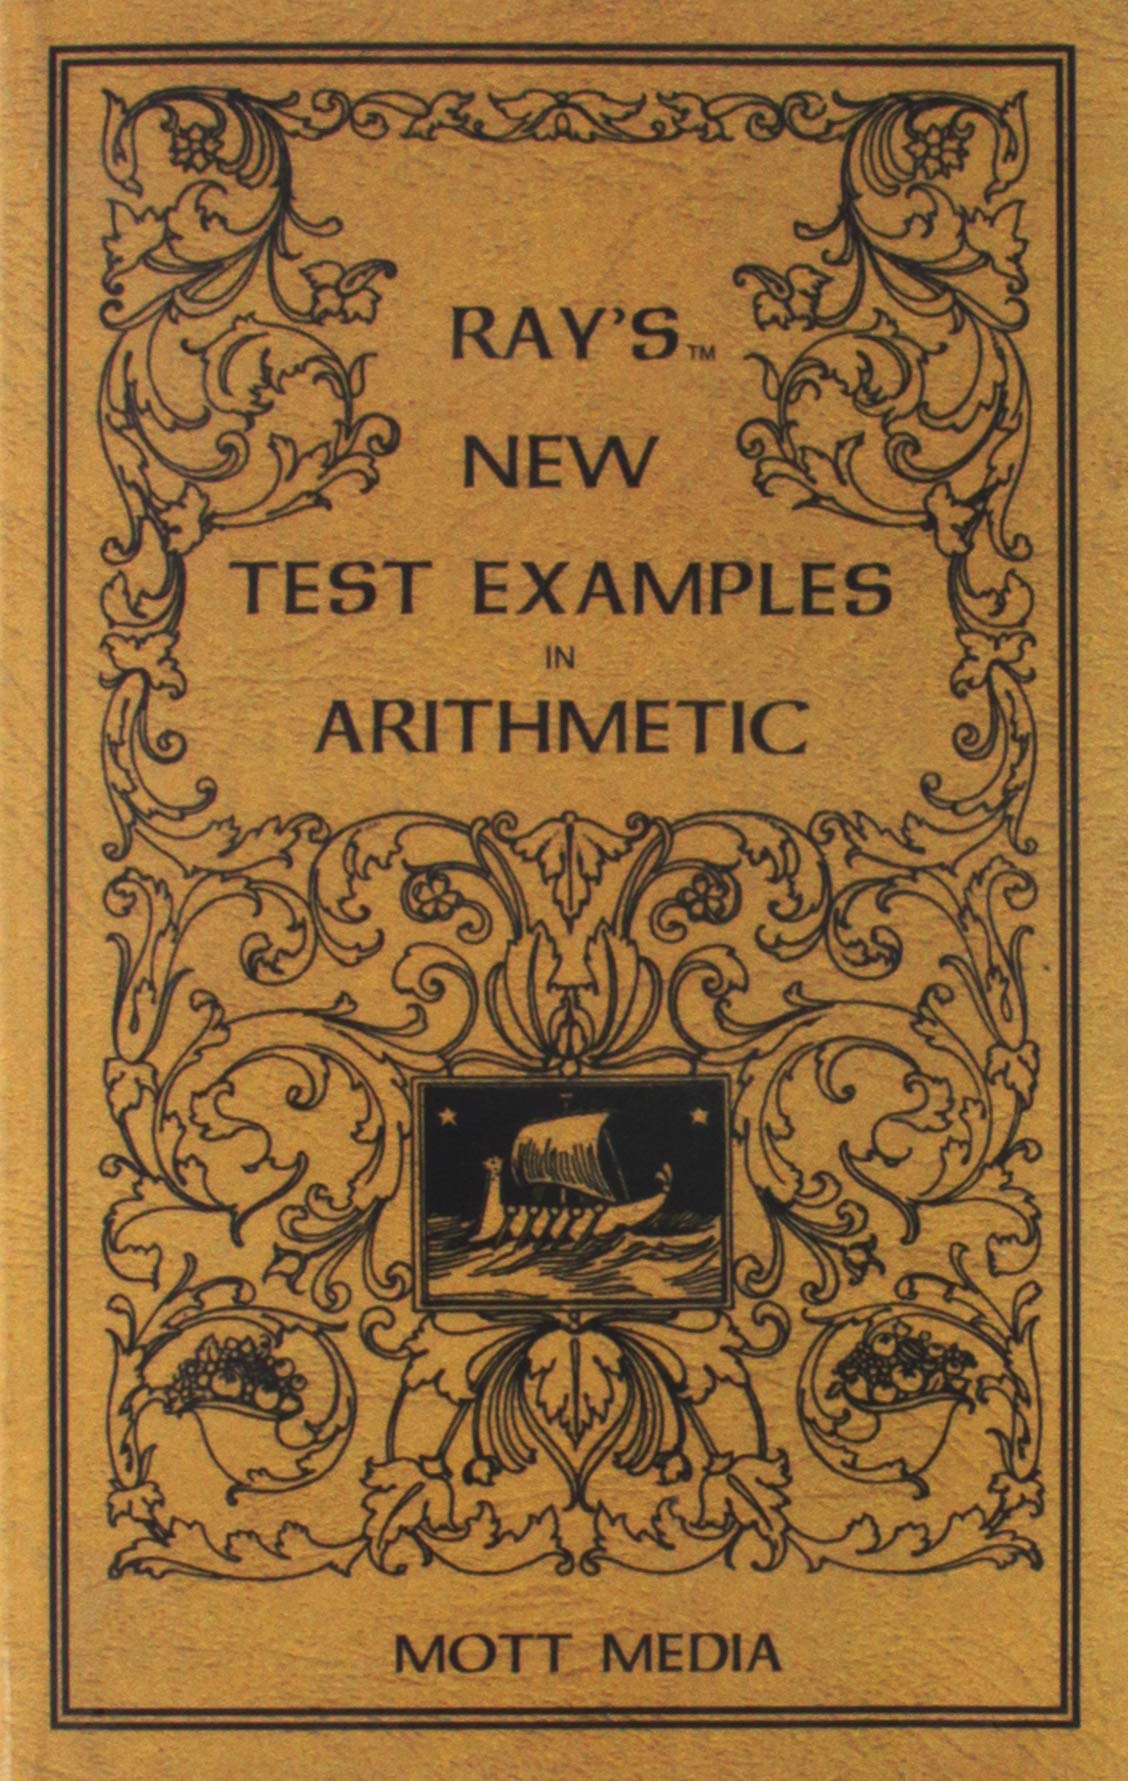 RAY'S™
NEW
TEST EXAMPLES
IN
ARITHMETIC
MOTT MEDIA